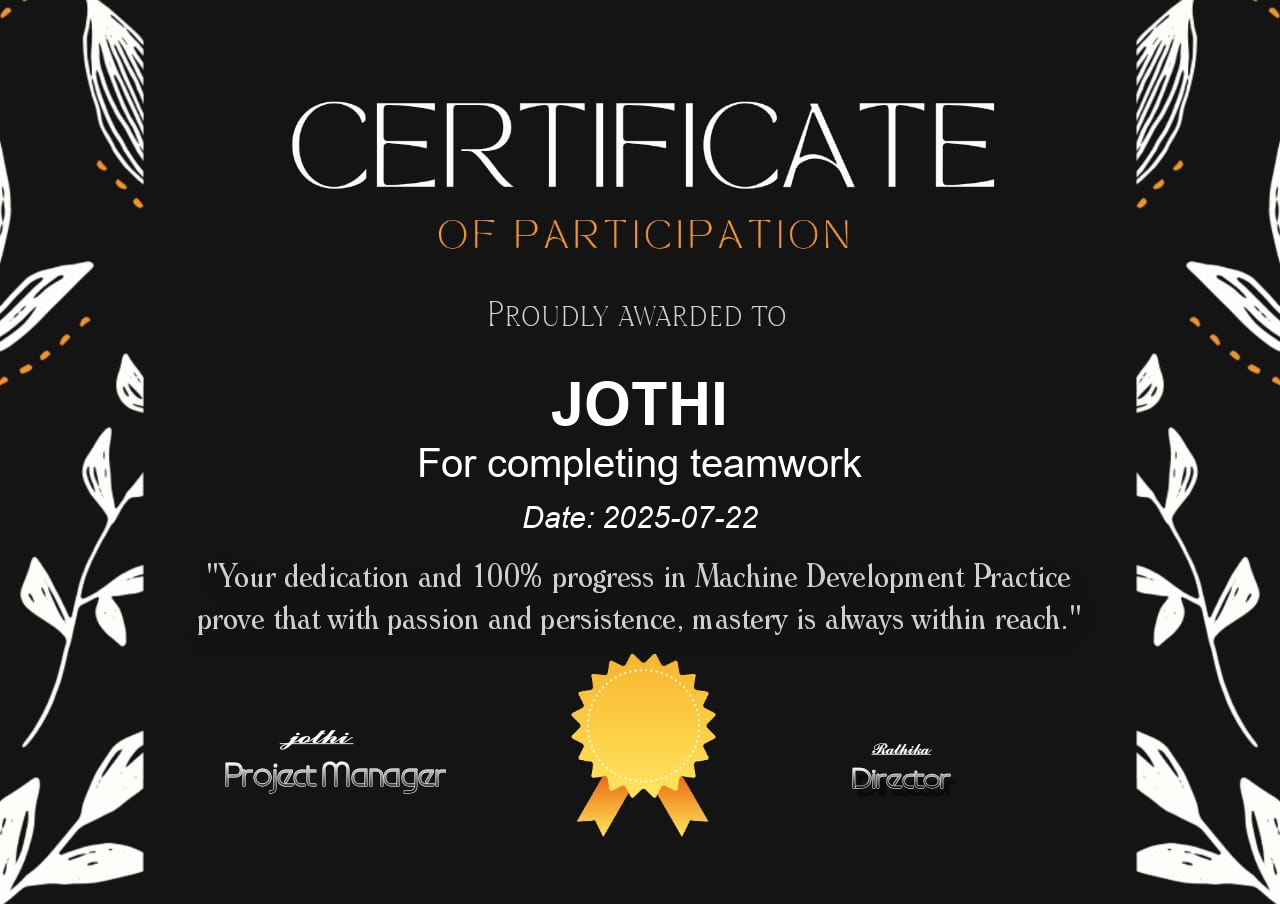 CERTIFICATE
OF PARTICIPATION
PROUDLY AWARDED TO
JOTHI
For completing teamwork
Date: 2025-07-22
"Your dedication and 100% progress in Machine Development Practice
prove that with passion and persistence, mastery is always within reach."
jothi
Project Manager
Rathika
Director